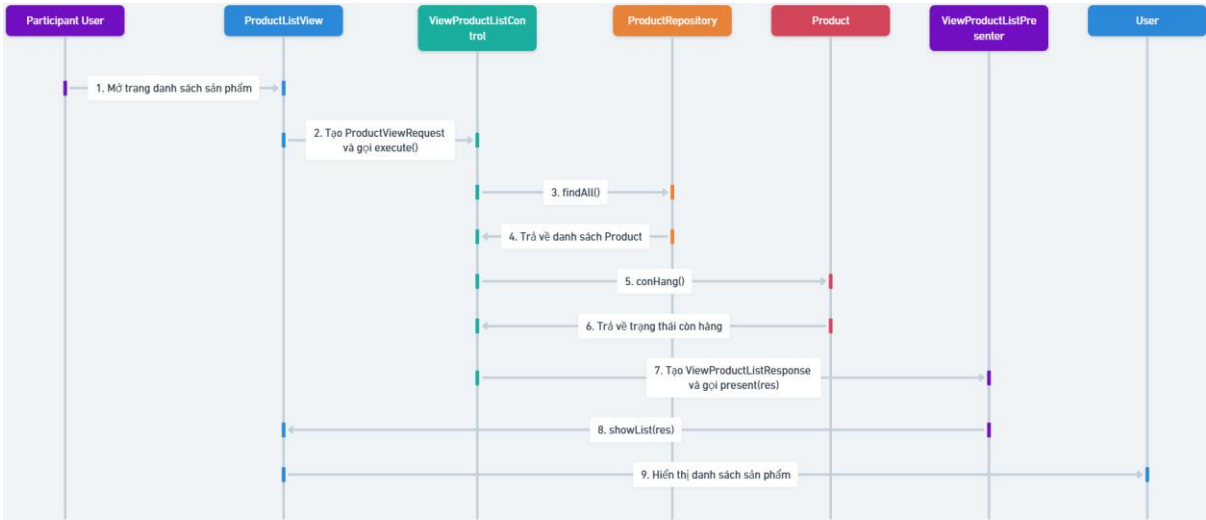 Participant User
ProductListView
ViewProductListCon
trol
ProductRepository
Product
ViewProductListPre
senter
User
1. Mở trang danh sách sản phẩm
2. Tạo ProductViewRequest
và gọi execute()
3. findAll()
4. Trả về danh sách Product
5. conHang()
6. Trả về trạng thái còn hàng
7. Tạo ViewProductListResponse
và gọi present(res)
8. showList(res)
9. Hiển thị danh sách sản phẩm